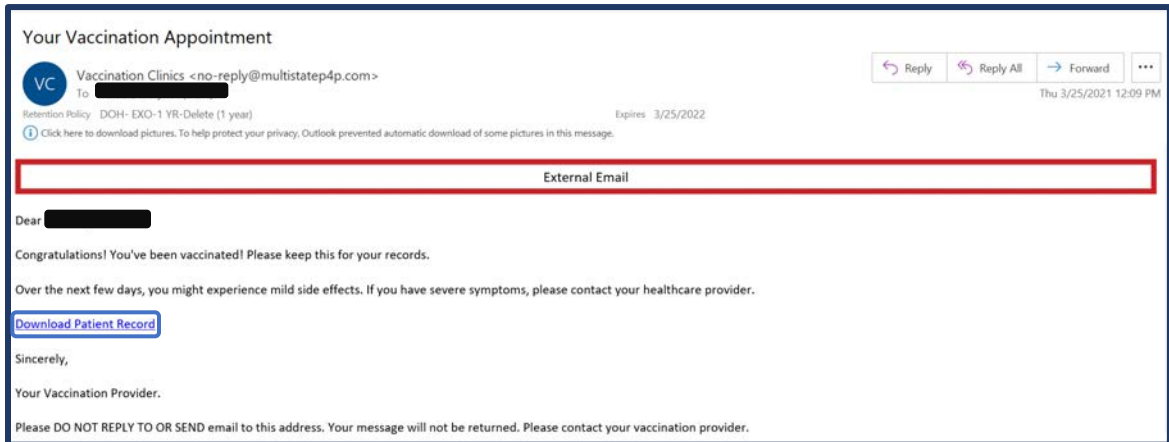 Your Vaccination Appointment
VC
Vaccination Clinics <no-reply@multistatep4p.com>
To
Reply
Reply All
Forward
...
Thu 3/25/2021 12:09 PM
Retention Policy DOH- EXO-1 YR-Delete (1 year)
Expires 3/25/2022
Click here to download pictures. To help protect your privacy, Outlook prevented automatic download of some pictures in this message.
External Email
Dear
Congratulations! You've been vaccinated! Please keep this for your records.
Over the next few days, you might experience mild side effects. If you have severe symptoms, please contact your healthcare provider.
Download Patient Record
Sincerely,
Your Vaccination Provider.
Please DO NOT REPLY TO OR SEND email to this address. Your message will not be returned. Please contact your vaccination provider.